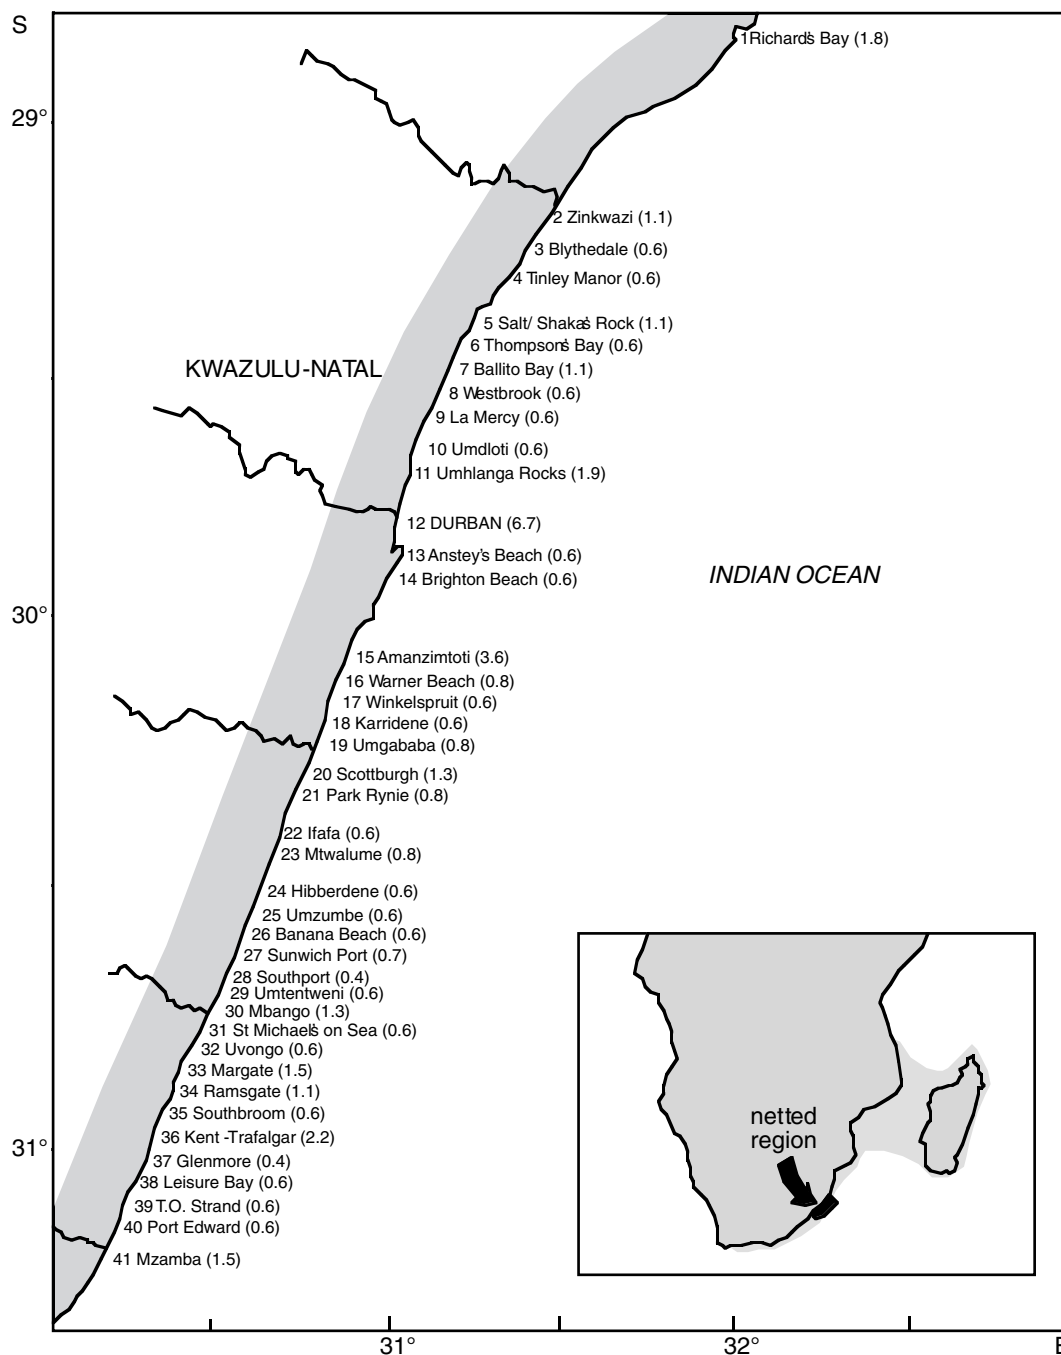 S
1Richard's Bay (1.8)
29°
2 Zinkwazi (1.1)
3 Blythedale (0.6)
4 Tinley Manor (0.6)
5 Salt/ Shaka's Rock (1.1)
6 Thompson's Bay (0.6)
KWAZULU-NATAL
7 Ballito Bay (1.1)
8 Westbrook (0.6)
9 La Mercy (0.6)
10 Umdloti (0.6)
11 Umhlanga Rocks (1.9)
12 DURBAN (6.7)
13 Anstey's Beach (0.6)
14 Brighton Beach (0.6)
INDIAN OCEAN
30°
15 Amanzimtoti (3.6)
16 Warner Beach (0.8)
17 Winkelspruit (0.6)
18 Karridene (0.6)
19 Umgababa (0.8)
20 Scottburgh (1.3)
21 Park Rynie (0.8)
22 Ifafa (0.6)
23 Mtwalume (0.8)
24 Hibberdene (0.6)
25 Umzumbe (0.6)
26 Banana Beach (0.6)
27 Sunwich Port (0.7)
28 Southport (0.4)
29 Umtentweni (0.6)
30 Mbango (1.3)
31 St Michael's on Sea (0.6)
32 Uvongo (0.6)
33 Margate (1.5)
34 Ramsgate (1.1)
35 Southbroom (0.6)
36 Kent -Trafalgar (2.2)
31°
37 Glenmore (0.4)
38 Leisure Bay (0.6)
39 T.O. Strand (0.6)
40 Port Edward (0.6)
41 Mzamba (1.5)
netted
region
31°
32°
E